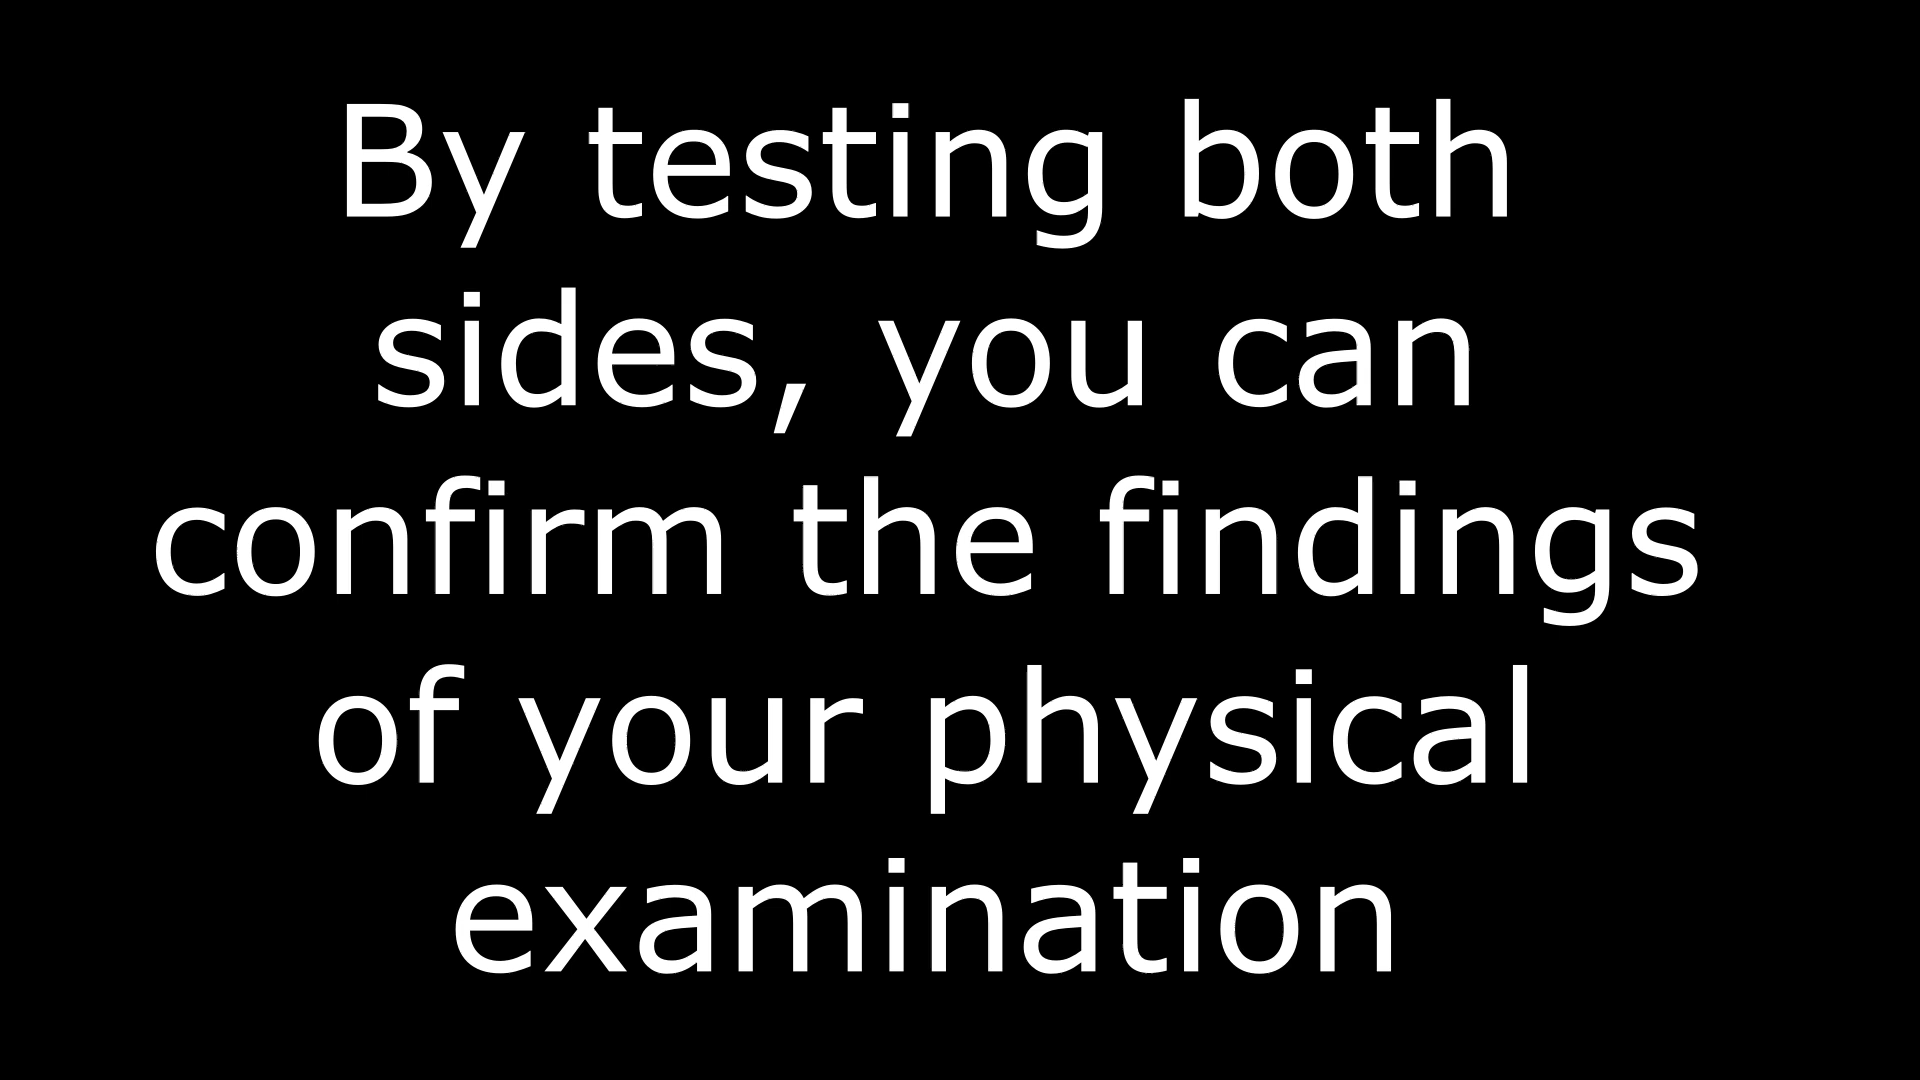 By testing both
sides, you can
confirm the findings
of your physical
examination